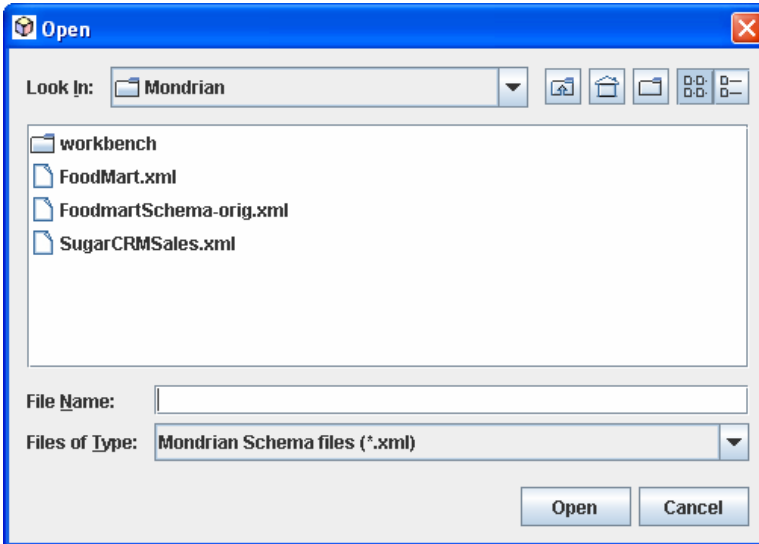 Open
Look In: Mondrian
workbench
FoodMart.xml
FoodmartSchema-orig.xml
SugarCRMSales.xml
File Name:
Files of Type: Mondrian Schema files (*.xml)
Open Cancel